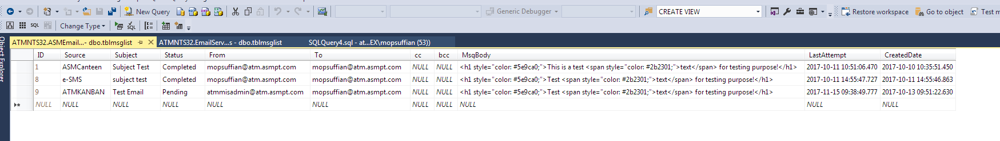 New Query
Generic Debugger
CREATE VIEW
Restore workspace
Go to object
SQL
Change Type
SQL
Object Explorer
ATMNTS32.ASMEmail...- dbo.tblmsglist
ATMNTS32.EmailServ...s - dbo.tblmsglist
SQLQuery4.sql - at...EX\mopsuffian (53))
ID Source Subject Status From To cc bcc MsgBody LastAttempt CreatedDate
1 ASMCanteen Subject Test Completed mopsuffian@atm.asmpt.com mopsuffian@atm.asmpt.com NULL NULL <h1 style="color: #5e9ca0;">This is a test <span style="color: #2b2301;">text</span> for testing purpose!</h1> 2017-10-11 10:51:06.470 2017-10-10 10:35:51.450
8 e-SMS subject test Completed mopsuffian@atm.asmpt.com mopsuffian@atm.asmpt.com NULL NULL <h1 style="color: #5e9ca0;">Test <span style="color: #2b2301;">text</span> for testing purpose!</h1> 2017-10-11 14:55:47.727 2017-10-11 14:55:46.863
9 ATMKANBAN Test Email Pending atmmisadmin@atm.asmpt.com mopsuffian@atm.asmpt.com NULL NULL <h1 style="color: #5e9ca0;">Test <span style="color: #2b2301;">text</span> for testing purpose!</h1> 2017-11-15 09:38:49.777 2017-10-13 09:51:22.630
NULL NULL NULL NULL NULL NULL NULL NULL NULL NULL NULL